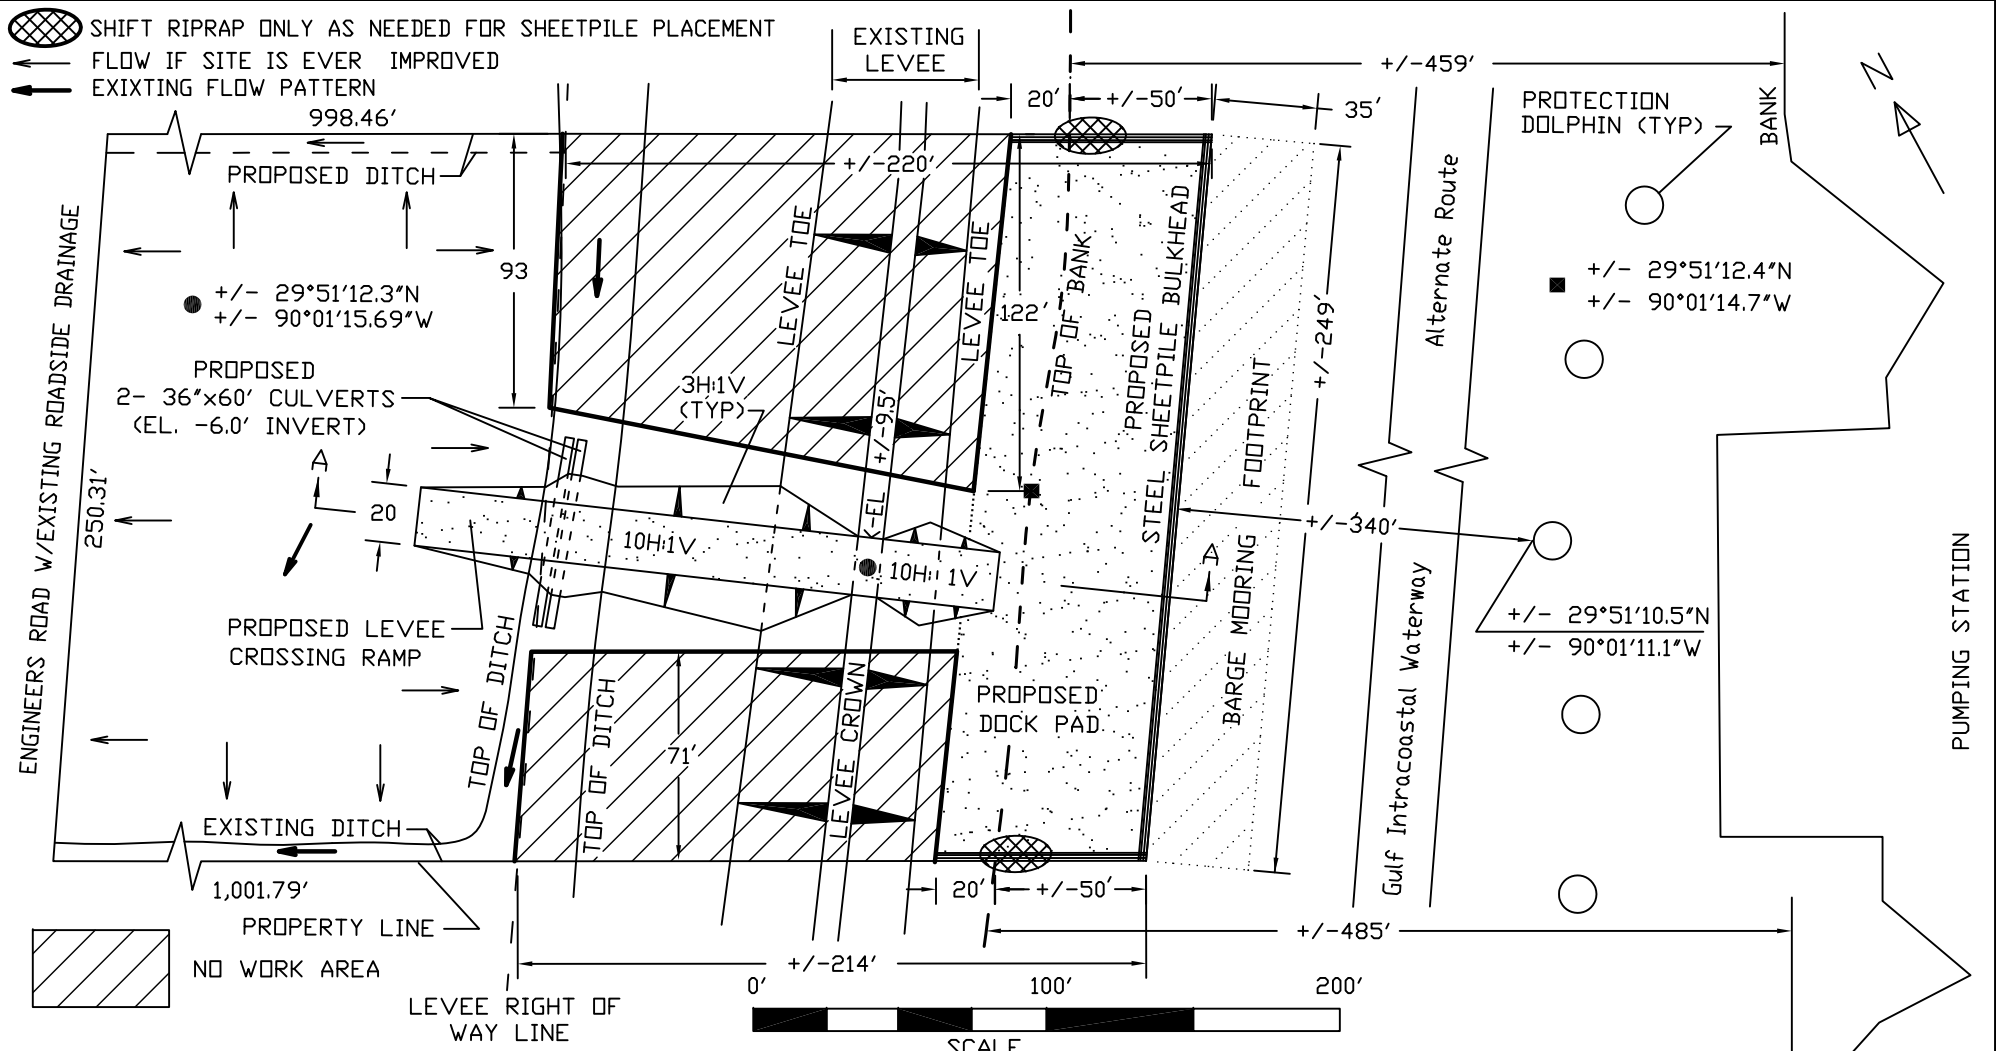 SHIFT RIPRAP ONLY AS NEEDED FOR SHEETPILE PLACEMENT
FLOW IF SITE IS EVER IMPROVED
EXIXTING FLOW PATTERN
998.46'
EXISTING
LEVEE
20'
+/-50'
+/-459'
35'
PROTECTION
DOLPHIN (TYP)
BANK
N
PROPOSED DITCH
+/-220'
93
LEVEE TOE
LEVEE TOE
122'
TOP OF BANK
PROPOSED
STEEL SHEETPILE BULKHEAD
+/-249'
Alternate Route
+/- 29°51'12.4"N
+/- 90°01'14.7"W
+/- 29°51'12.3"N
+/- 90°01'15.69"W
ENGINEERS ROAD W/EXISTING ROADSIDE DRAINAGE
250.31'
PROPOSED
2- 36"x60' CULVERTS
(EL. -6.0' INVERT)
3H:1V
(TYP)
EL +/-9.5'
A
20
10H:1V
10H: 1V
A
BARGE MOORING FOOTPRINT
+/-340'
+/- 29°51'10.5"N
+/- 90°01'11.1"W
Gulf Intracoastal Waterway
PUMPING STATION
PROPOSED LEVEE
CROSSING RAMP
TOP OF DITCH
TOP OF DITCH
71'
LEVEE CROWN
PROPOSED
DOCK PAD
EXISTING DITCH
1,001.79'
PROPERTY LINE
20'
+/-50'
+/-485'
+/-214'
NO WORK AREA
LEVEE RIGHT OF
WAY LINE
0'
100'
200'
SCALE